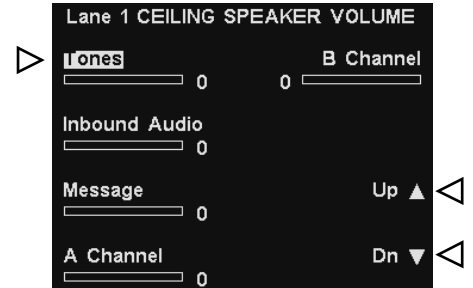 Lane 1 CEILING SPEAKER VOLUME
Tones B Channel
0 0
Inbound Audio
0
Message Up ▲
0
A Channel Dn ▼
0